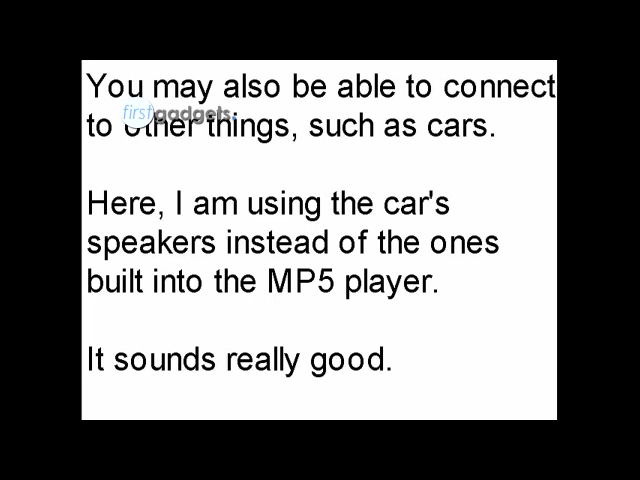 You may also be able to connect
firstgadgets.
to other things, such as cars.
Here, I am using the car's
speakers instead of the ones
built into the MP5 player.
It sounds really good.